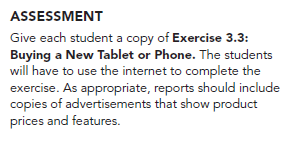 ASSESSMENT
Give each student a copy of Exercise 3.3:
Buying a New Tablet or Phone. The students
will have to use the internet to complete the
exercise. As appropriate, reports should include
copies of advertisements that show product
prices and features.